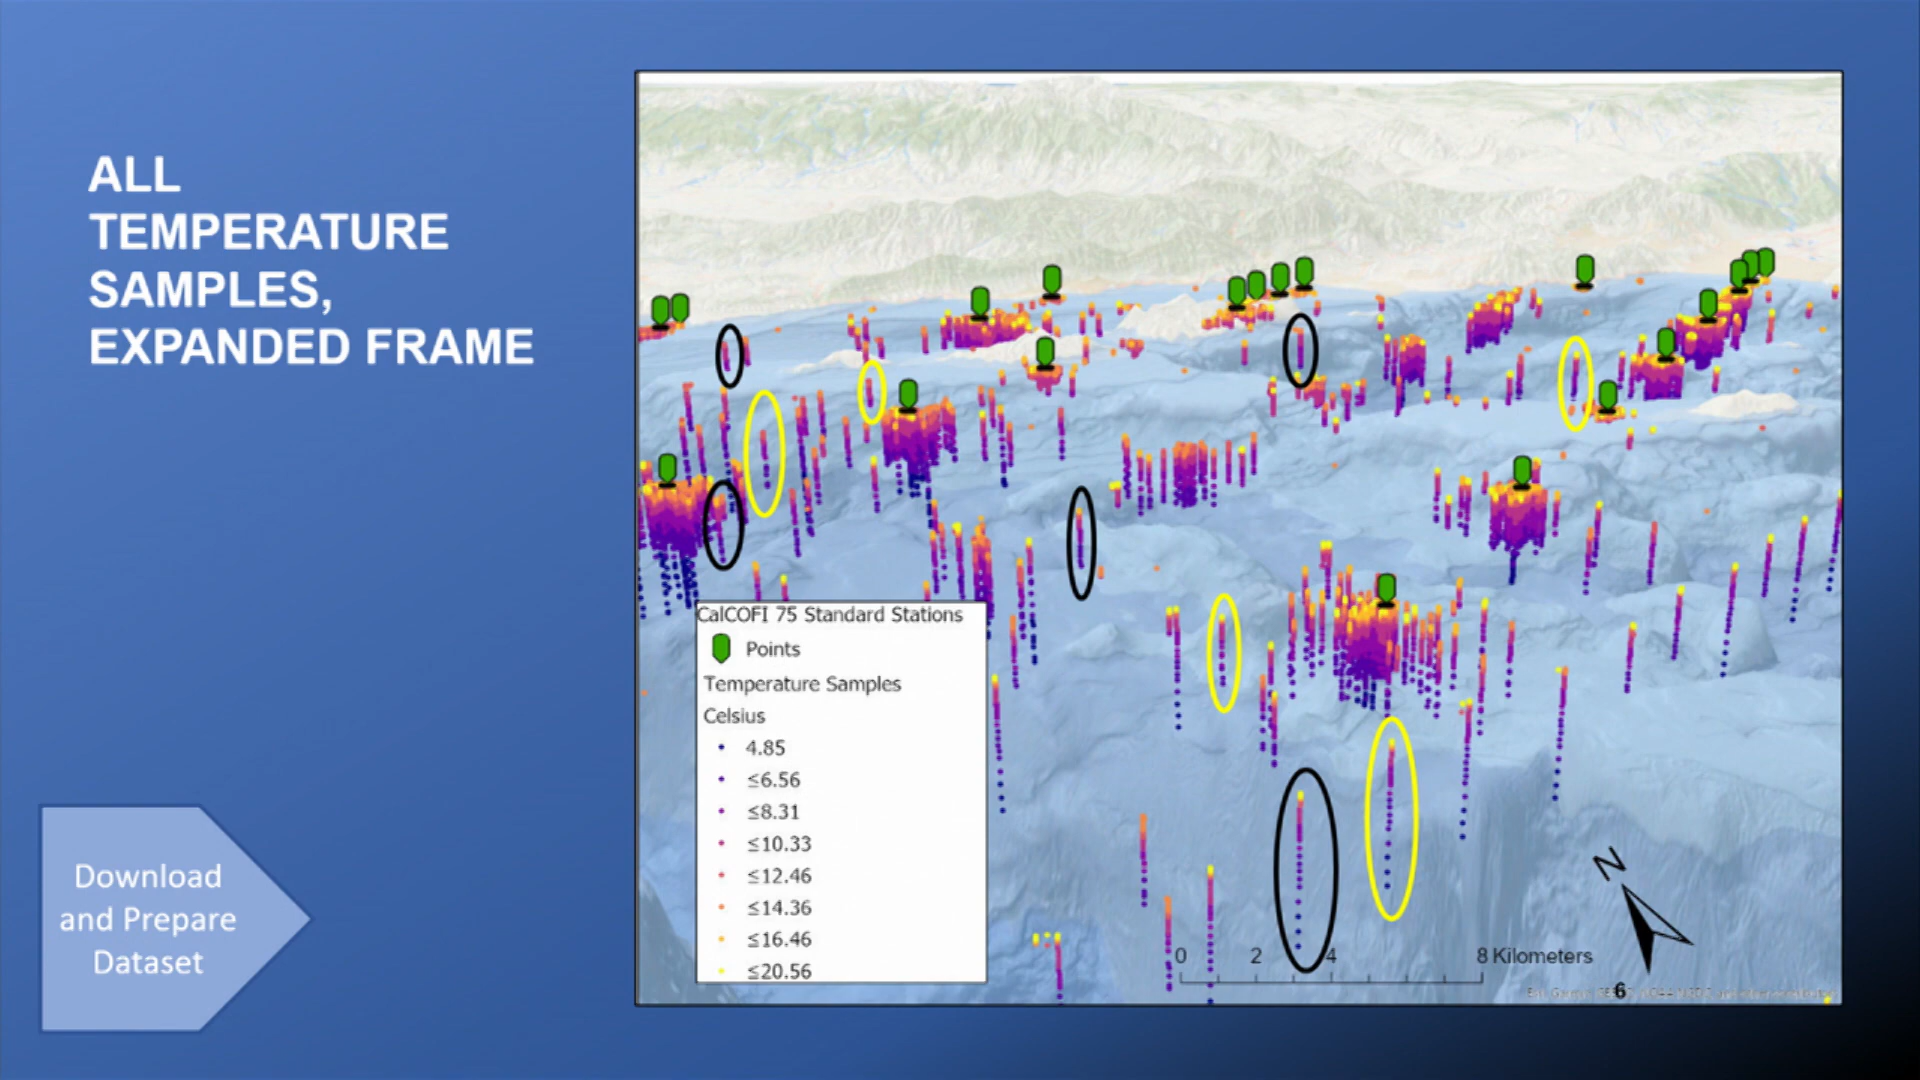 ALL
TEMPERATURE
SAMPLES,
EXPANDED FRAME
Download
and Prepare
Dataset
CalCOFI 75 Standard Stations
Points
Temperature Samples
Celsius
4.85
≤6.56
≤8.31
≤10.33
≤12.46
≤14.36
≤16.46
≤20.56
N
0 2 4 8 Kilometers
6